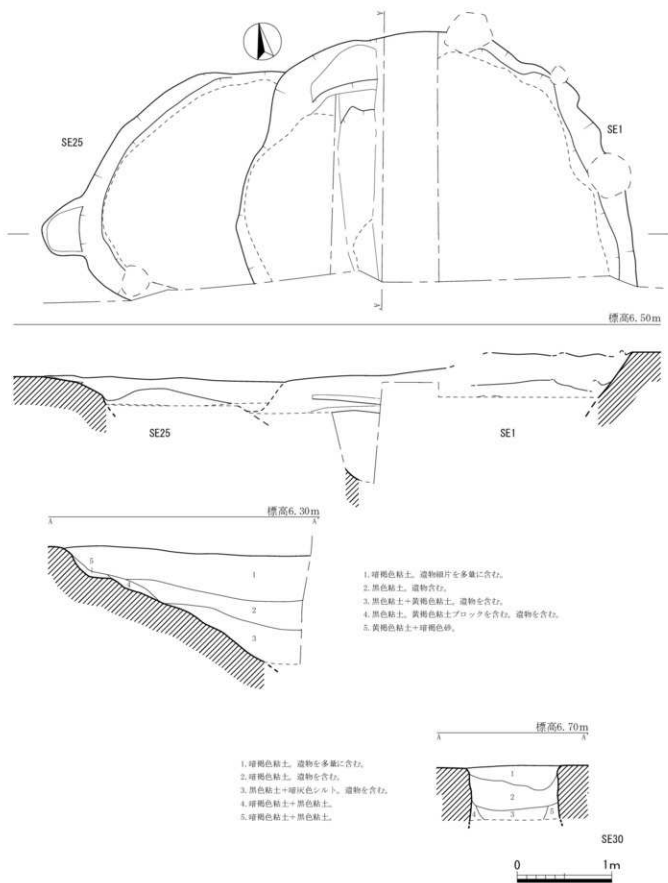 SE25
SE1
標高6.50m
SE25
SE1
標高6.30m
A
A'
5
1
4
2
3
1.暗褐色粘土。遺物細片を多量に含む。
2.黒色粘土。遺物含む。
3.黒色粘土+黄褐色粘土。遺物を含む。
4.黒色粘土。黄褐色粘土ブロックを含む。遺物を含む。
5.黄褐色粘土+暗褐色砂。
標高6.70m
A
A'
1.暗褐色粘土。遺物を多量に含む。
2.暗褐色粘土。遺物を含む。
3.黒色粘土+暗灰色シルト。遺物を含む。
4.暗褐色粘土+黒色粘土。
5.暗褐色粘土+黒色粘土。
1
2
4
3
5
SE30
0
1m